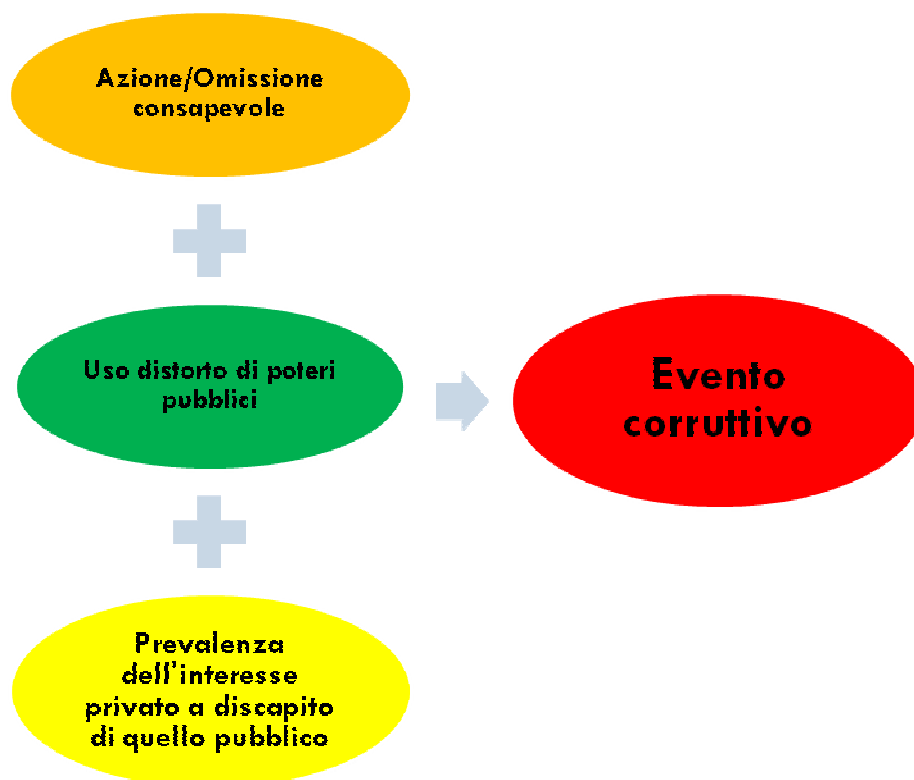 Azione/Omissione
consapevole
Uso distorto di poteri
pubblici
Evento
corruttivo
Prevalenza
dell'interesse
privato a discapito
di quello pubblico